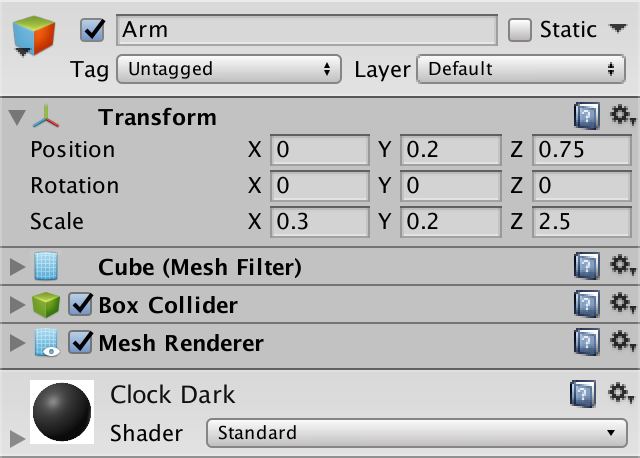 Arm Static
Tag Untagged Layer Default
Transform
Position X 0 Y 0.2 Z 0.75
Rotation X 0 Y 0 Z 0
Scale X 0.3 Y 0.2 Z 2.5
Cube (Mesh Filter)
Box Collider
Mesh Renderer
Clock Dark
Shader Standard